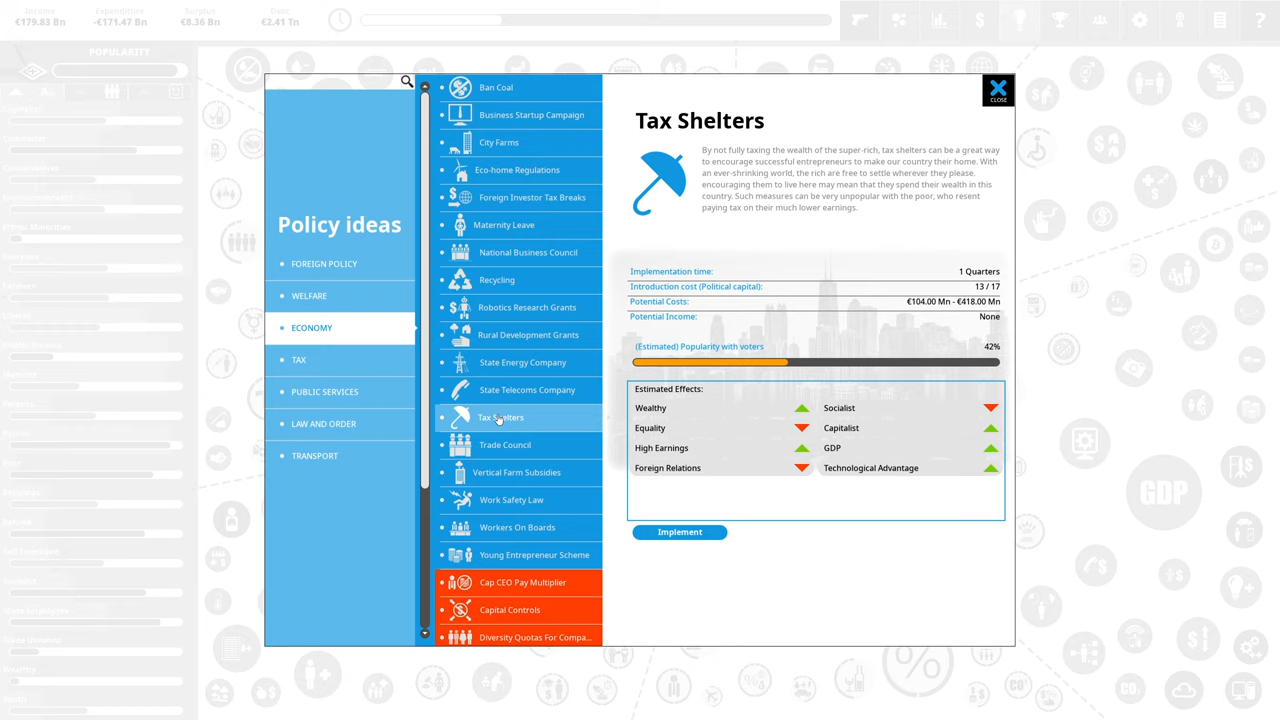 Income
Expenditure
Surplus
Debt
€179.83 Bn
-€171.47 Bn
€8.36 Bn
€2.41 Tn
?
POPULARITY
Policy ideas
FOREIGN POLICY
WELFARE
ECONOMY
TAX
PUBLIC SERVICES
LAW AND ORDER
TRANSPORT
Ban Coal
Business Startup Campaign
City Farms
Eco-home Regulations
Foreign Investor Tax Breaks
Maternity Leave
National Business Council
Recycling
Robotics Research Grants
Rural Development Grants
State Energy Company
State Telecoms Company
Tax Shelters
Trade Council
Vertical Farm Subsidies
Work Safety Law
Workers On Boards
Young Entrepreneur Scheme
Cap CEO Pay Multiplier
Capital Controls
Diversity Quotas For Compa...
CLOSE
Tax Shelters
By not fully taxing the wealth of the super-rich, tax shelters can be a great way
to encourage successful entrepreneurs to make our country their home. With
an ever-shrinking world, the rich are free to settle wherever they please.
encouraging them to live here may mean that they spend their wealth in this
country. Such measures can be very unpopular with the poor, who resent
paying tax on their much lower earnings.
Implementation time: 1 Quarters
Introduction cost (Political capital): 13 / 17
Potential Costs: €104.00 Mn - €418.00 Mn
Potential Income: None
(Estimated) Popularity with voters 42%
Estimated Effects:
Wealthy
Socialist
Equality
Capitalist
High Earnings
GDP
Foreign Relations
Technological Advantage
Implement
GDP